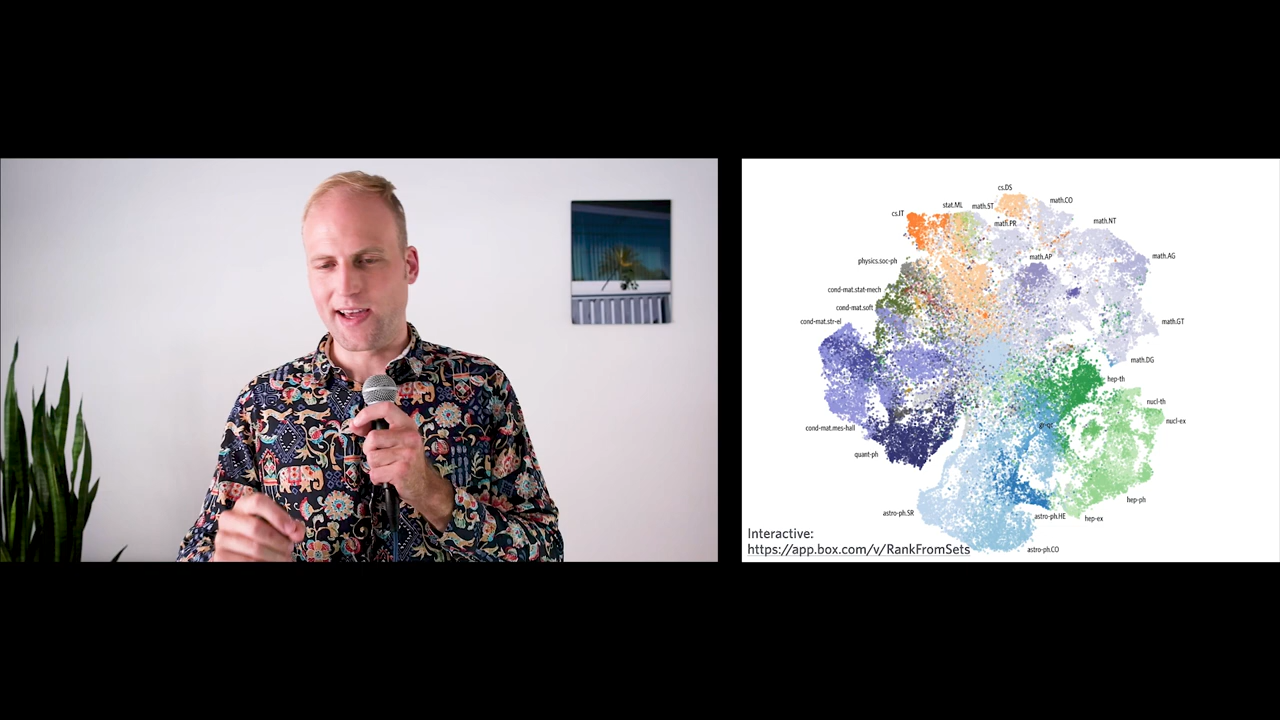 cs.DS
math.CO
stat.ML
math.ST
cs.IT
math.PR
math.NT
math.AP
math.AG
physics.soc-ph
cond-mat.stat-mech
cond-mat.soft
cond-mat.str-el
math.GT
math.DG
hep-th
nucl-th
nucl-ex
gr-qc
cond-mat.mes-hall
quant-ph
hep-ph
astro-ph.SR
astro-ph.HE
hep-ex
Interactive:
https://app.box.com/v/RankFromSets
astro-ph.CO